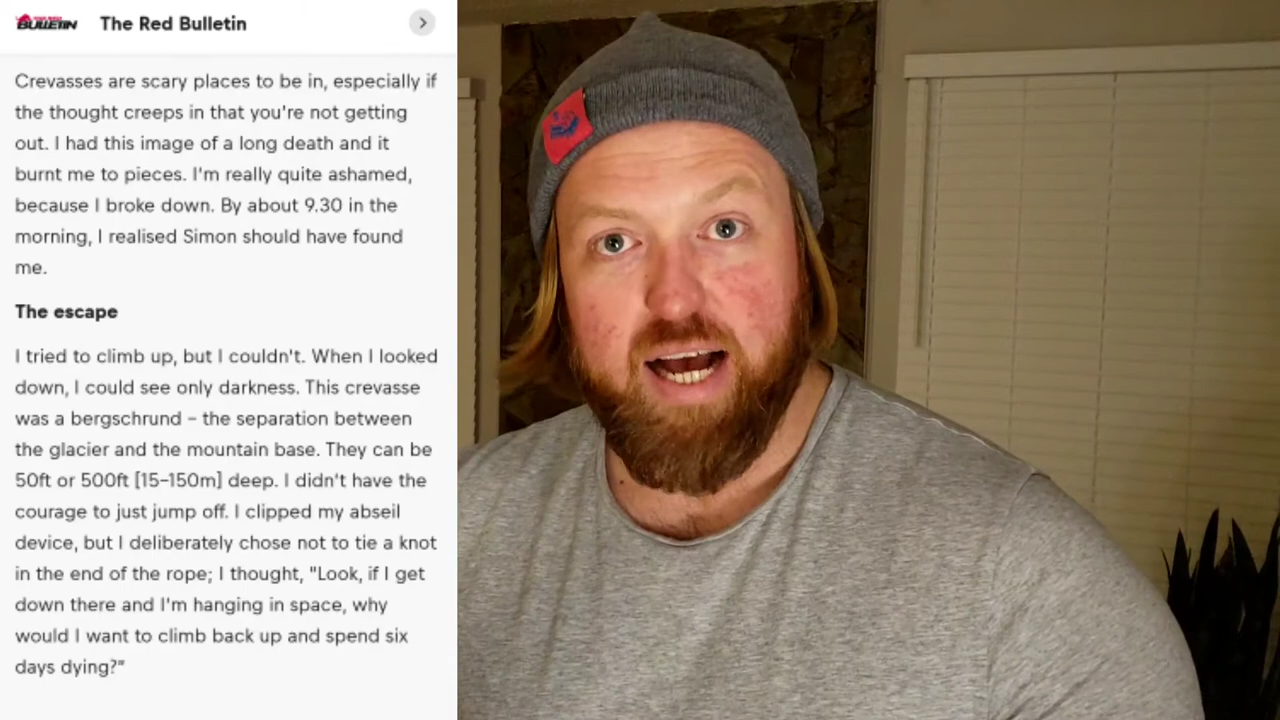 BULLETIN
The Red Bulletin
Crevasses are scary places to be in, especially if
the thought creeps in that you're not getting
out. I had this image of a long death and it
burnt me to pieces. I'm really quite ashamed,
because I broke down. By about 9.30 in the
morning, I realised Simon should have found
me.
The escape
I tried to climb up, but I couldn't. When I looked
down, I could see only darkness. This crevasse
was a bergschrund – the separation between
the glacier and the mountain base. They can be
50ft or 500ft [15–150m] deep. I didn't have the
courage to just jump off. I clipped my abseil
device, but I deliberately chose not to tie a knot
in the end of the rope; I thought, "Look, if I get
down there and I'm hanging in space, why
would I want to climb back up and spend six
days dying?"